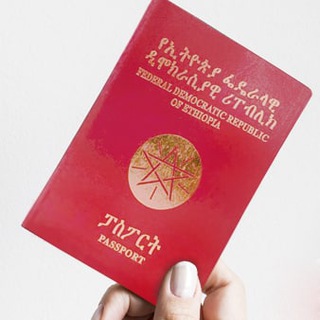 የኢትዮጵያ ፌዴራላዊ
ዲሞክራሲያዊ ሪፐብሊክ
FEDERAL DEMOCRATIC REPUBLIC
OF ETHIOPIA
ፓስፖርት
PASSPORT